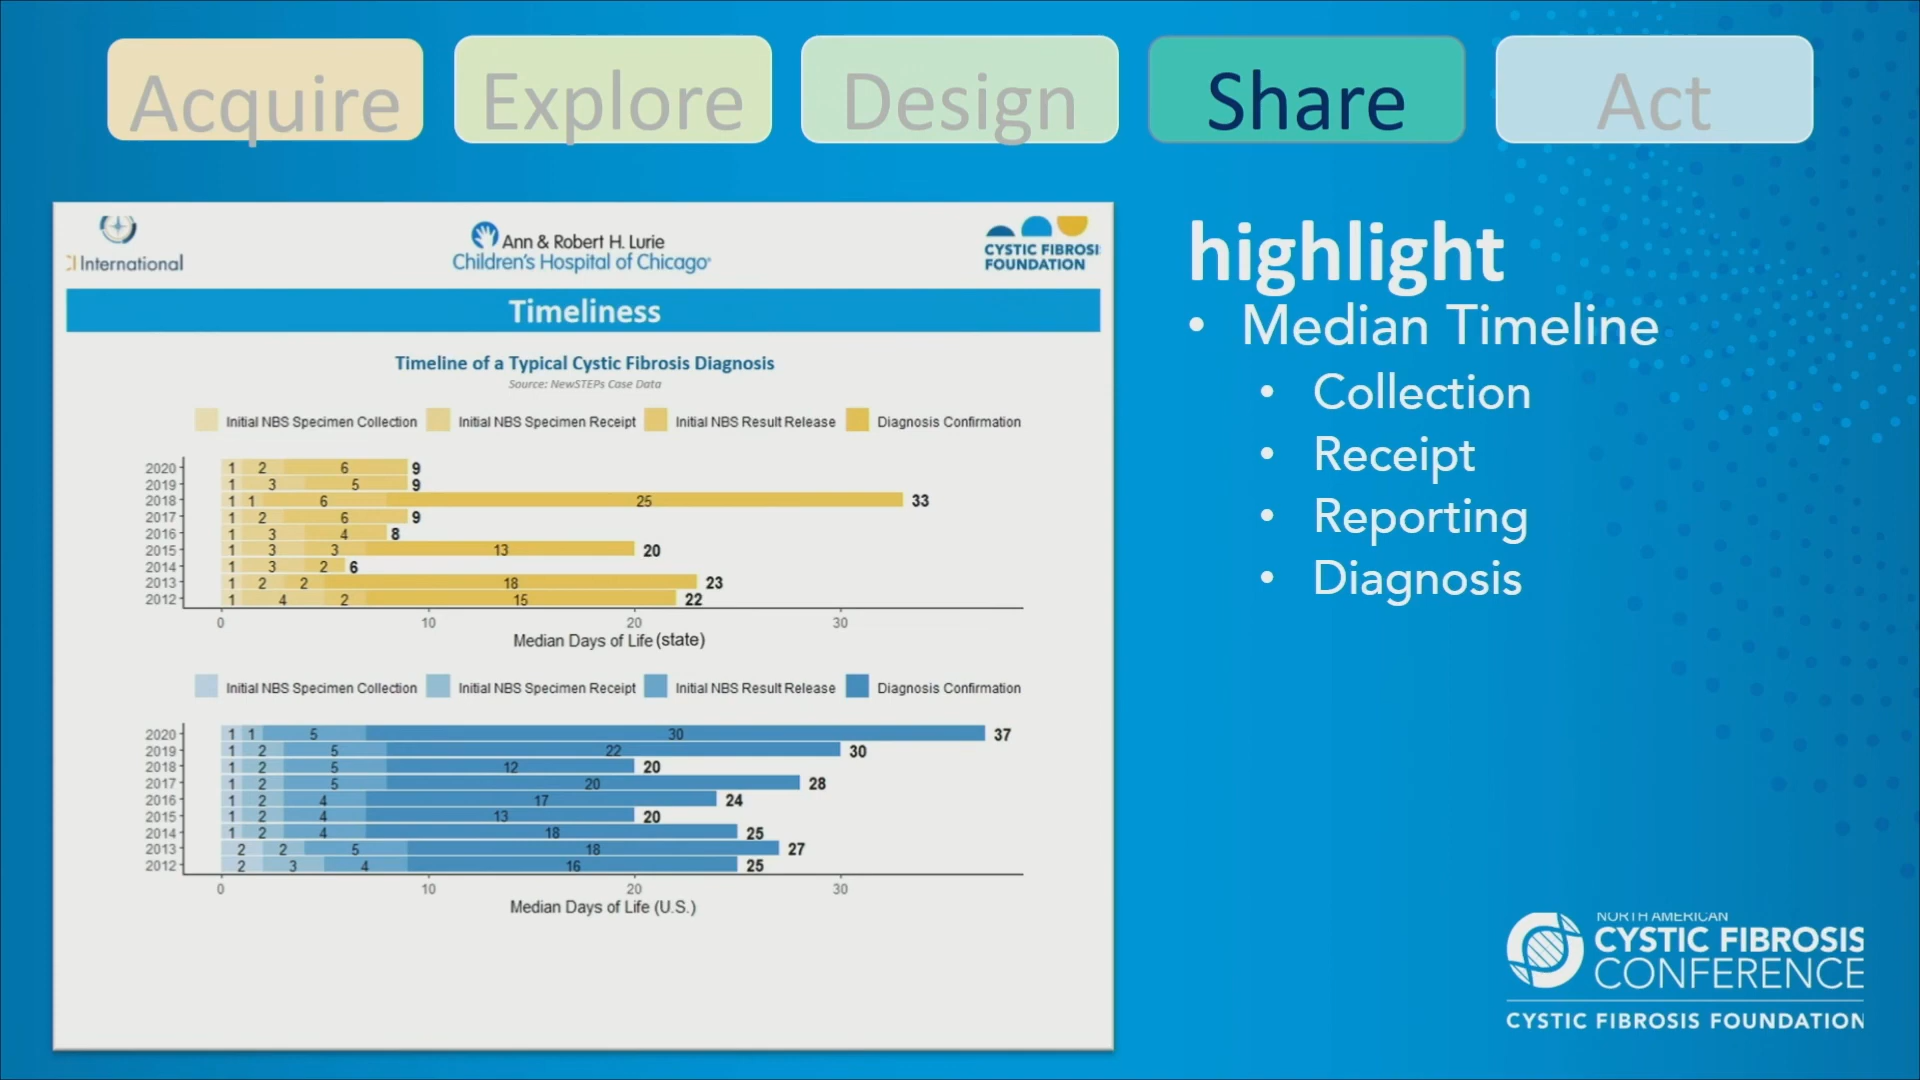 Acquire
Explore
Design
Share
Act
International
Ann & Robert H. Lurie
Children's Hospital of Chicago
CYSTIC FIBROSI
FOUNDATION
Timeliness
Timeline of a Typical Cystic Fibrosis Diagnosis
Source: NewSTEPs Case Data
Initial NBS Specimen Collection Initial NBS Specimen Receipt Initial NBS Result Release Diagnosis Confirmation
2020 1 2 6 9
2019 1 3 5 9
2018 1 1 6 25 33
2017 1 2 6 9
2016 1 3 4 8
2015 1 3 3 13 20
2014 1 3 2 6
2013 1 2 2 18 23
2012 1 4 2 15 22
0 10 20 30
Median Days of Life (state)
Initial NBS Specimen Collection Initial NBS Specimen Receipt Initial NBS Result Release Diagnosis Confirmation
2020 1 1 5 30 37
2019 1 2 5 22 30
2018 1 2 5 12 20
2017 1 2 5 20 28
2016 1 2 4 17 24
2015 1 2 4 13 20
2014 1 2 4 18 25
2013 2 2 5 18 27
2012 2 3 4 16 25
0 10 20 30
Median Days of Life (U.S.)
highlight
• Median Timeline
• Collection
• Receipt
• Reporting
• Diagnosis
NORTH AMERICAN
CYSTIC FIBROSIS
CONFERENCE
CYSTIC FIBROSIS FOUNDATION